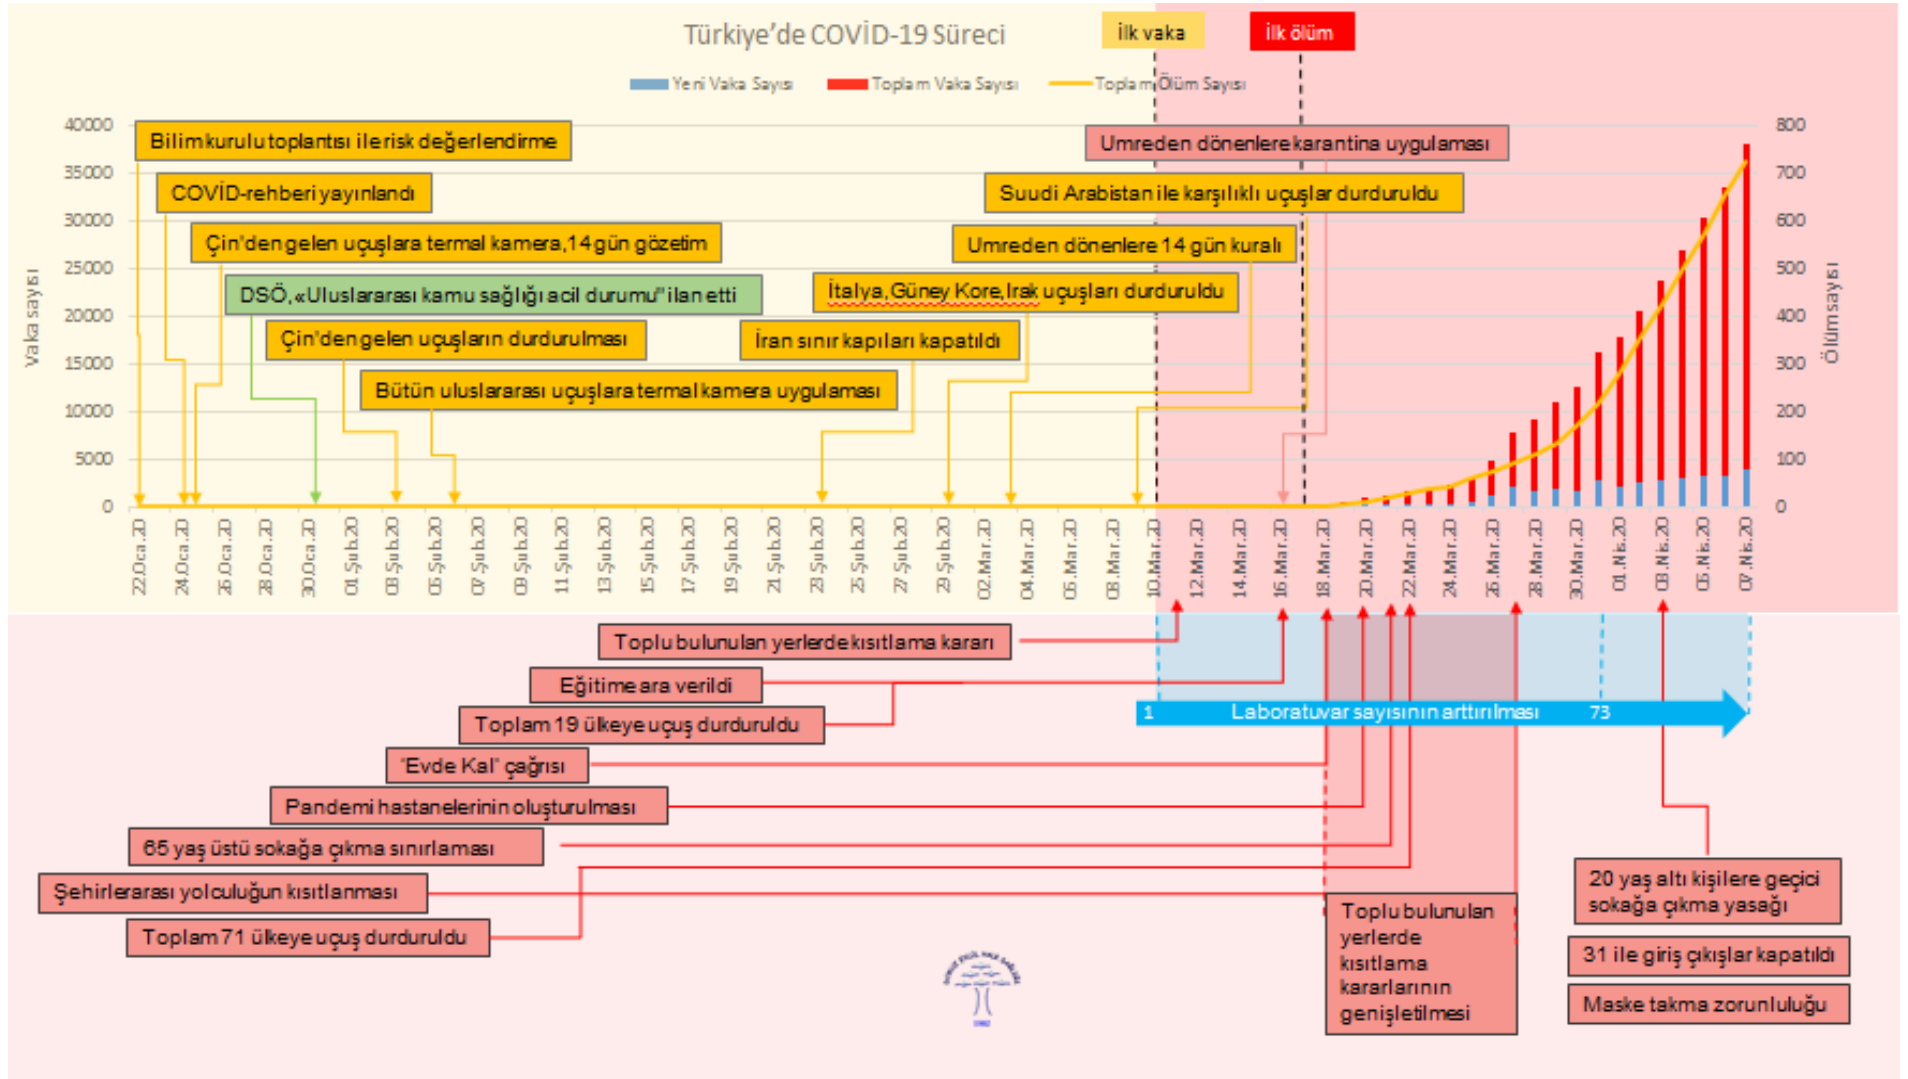 Türkiye'de COVİD-19 Süreci
İlk vaka
İlk ölüm
Yeni Vaka Sayısı
Toplam Vaka Sayısı
Toplam Ölüm Sayısı
40000
35000
30000
25000
20000
15000
10000
5000
0
Vaka sayısı
800
700
600
500
400
300
200
100
0
Ölüm sayısı
Bilim kurulu toplantısı ile risk değerlendirme
COVİD-rehberi yayınlandı
Çin'den gelen uçuşlara termal kamera,14 gün gözetim
DSÖ, «Uluslararası kamu sağlığı acil durumu" ilan etti
Çin'den gelen uçuşların durdurulması
Bütün uluslararası uçuşlara termal kamera uygulaması
Umreden dönenlere karantina uygulaması
Suudi Arabistan ile karşılıklı uçuşlar durduruldu
Umreden dönenlere 14 gün kuralı
İtalya,Güney Kore,Irak uçuşları durduruldu
İran sınır kapıları kapatıldı
22.Oca.20
24.Oca.20
26.Oca.20
28.Oca.20
30.Oca.20
01.Şub.20
03.Şub.20
05.Şub.20
07.Şub.20
09.Şub.20
11.Şub.20
13.Şub.20
15.Şub.20
17.Şub.20
19.Şub.20
21.Şub.20
23.Şub.20
25.Şub.20
27.Şub.20
29.Şub.20
02.Mar.20
04.Mar.20
06.Mar.20
08.Mar.20
10.Mar.20
12.Mar.20
14.Mar.20
16.Mar.20
18.Mar.20
20.Mar.20
22.Mar.20
24.Mar.20
26.Mar.20
28.Mar.20
30.Mar.20
01.Nis.20
03.Nis.20
05.Nis.20
07.Nis.20
Toplu bulunulan yerlerde kısıtlama kararı
Eğitime ara verildi
Toplam 19 ülkeye uçuş durduruldu
"Evde Kal" çağrısı
Pandemi hastanelerinin oluşturulması
65 yaş üstü sokağa çıkma sınırlaması
Şehirlerarası yolculuğun kısıtlanması
Toplam 71 ülkeye uçuş durduruldu
1 Laboratuvar sayısının arttırılması 73
Toplu bulunulan
yerlerde
kısıtlama
kararlarının
genişletilmesi
20 yaş altı kişilere geçici
sokağa çıkma yasağı
31 ile giriş çıkışlar kapatıldı
Maske takma zorunluluğu